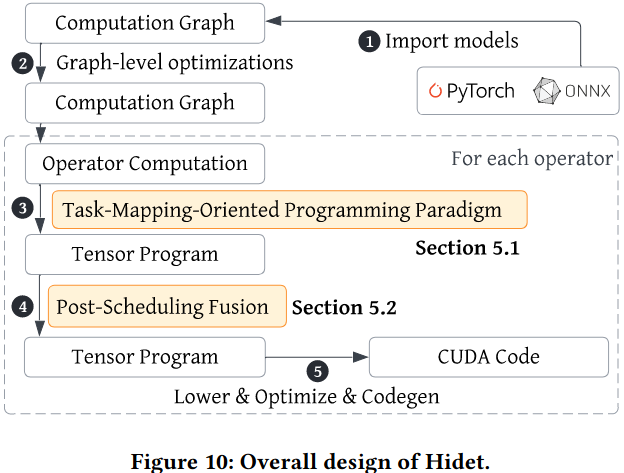 Computation Graph
1 Import models
2 Graph-level optimizations
PyTorch ONNX
Computation Graph
For each operator
Operator Computation
3 Task-Mapping-Oriented Programming Paradigm
Section 5.1
Tensor Program
4 Post-Scheduling Fusion Section 5.2
Tensor Program
5
CUDA Code
Lower & Optimize & Codegen
Figure 10: Overall design of Hidet.